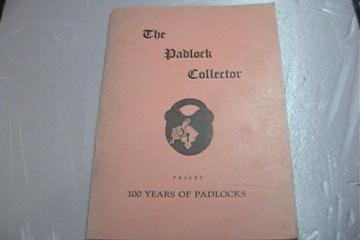 The
Padlock
Collector
PRICES
100 YEARS OF PADLOCKS